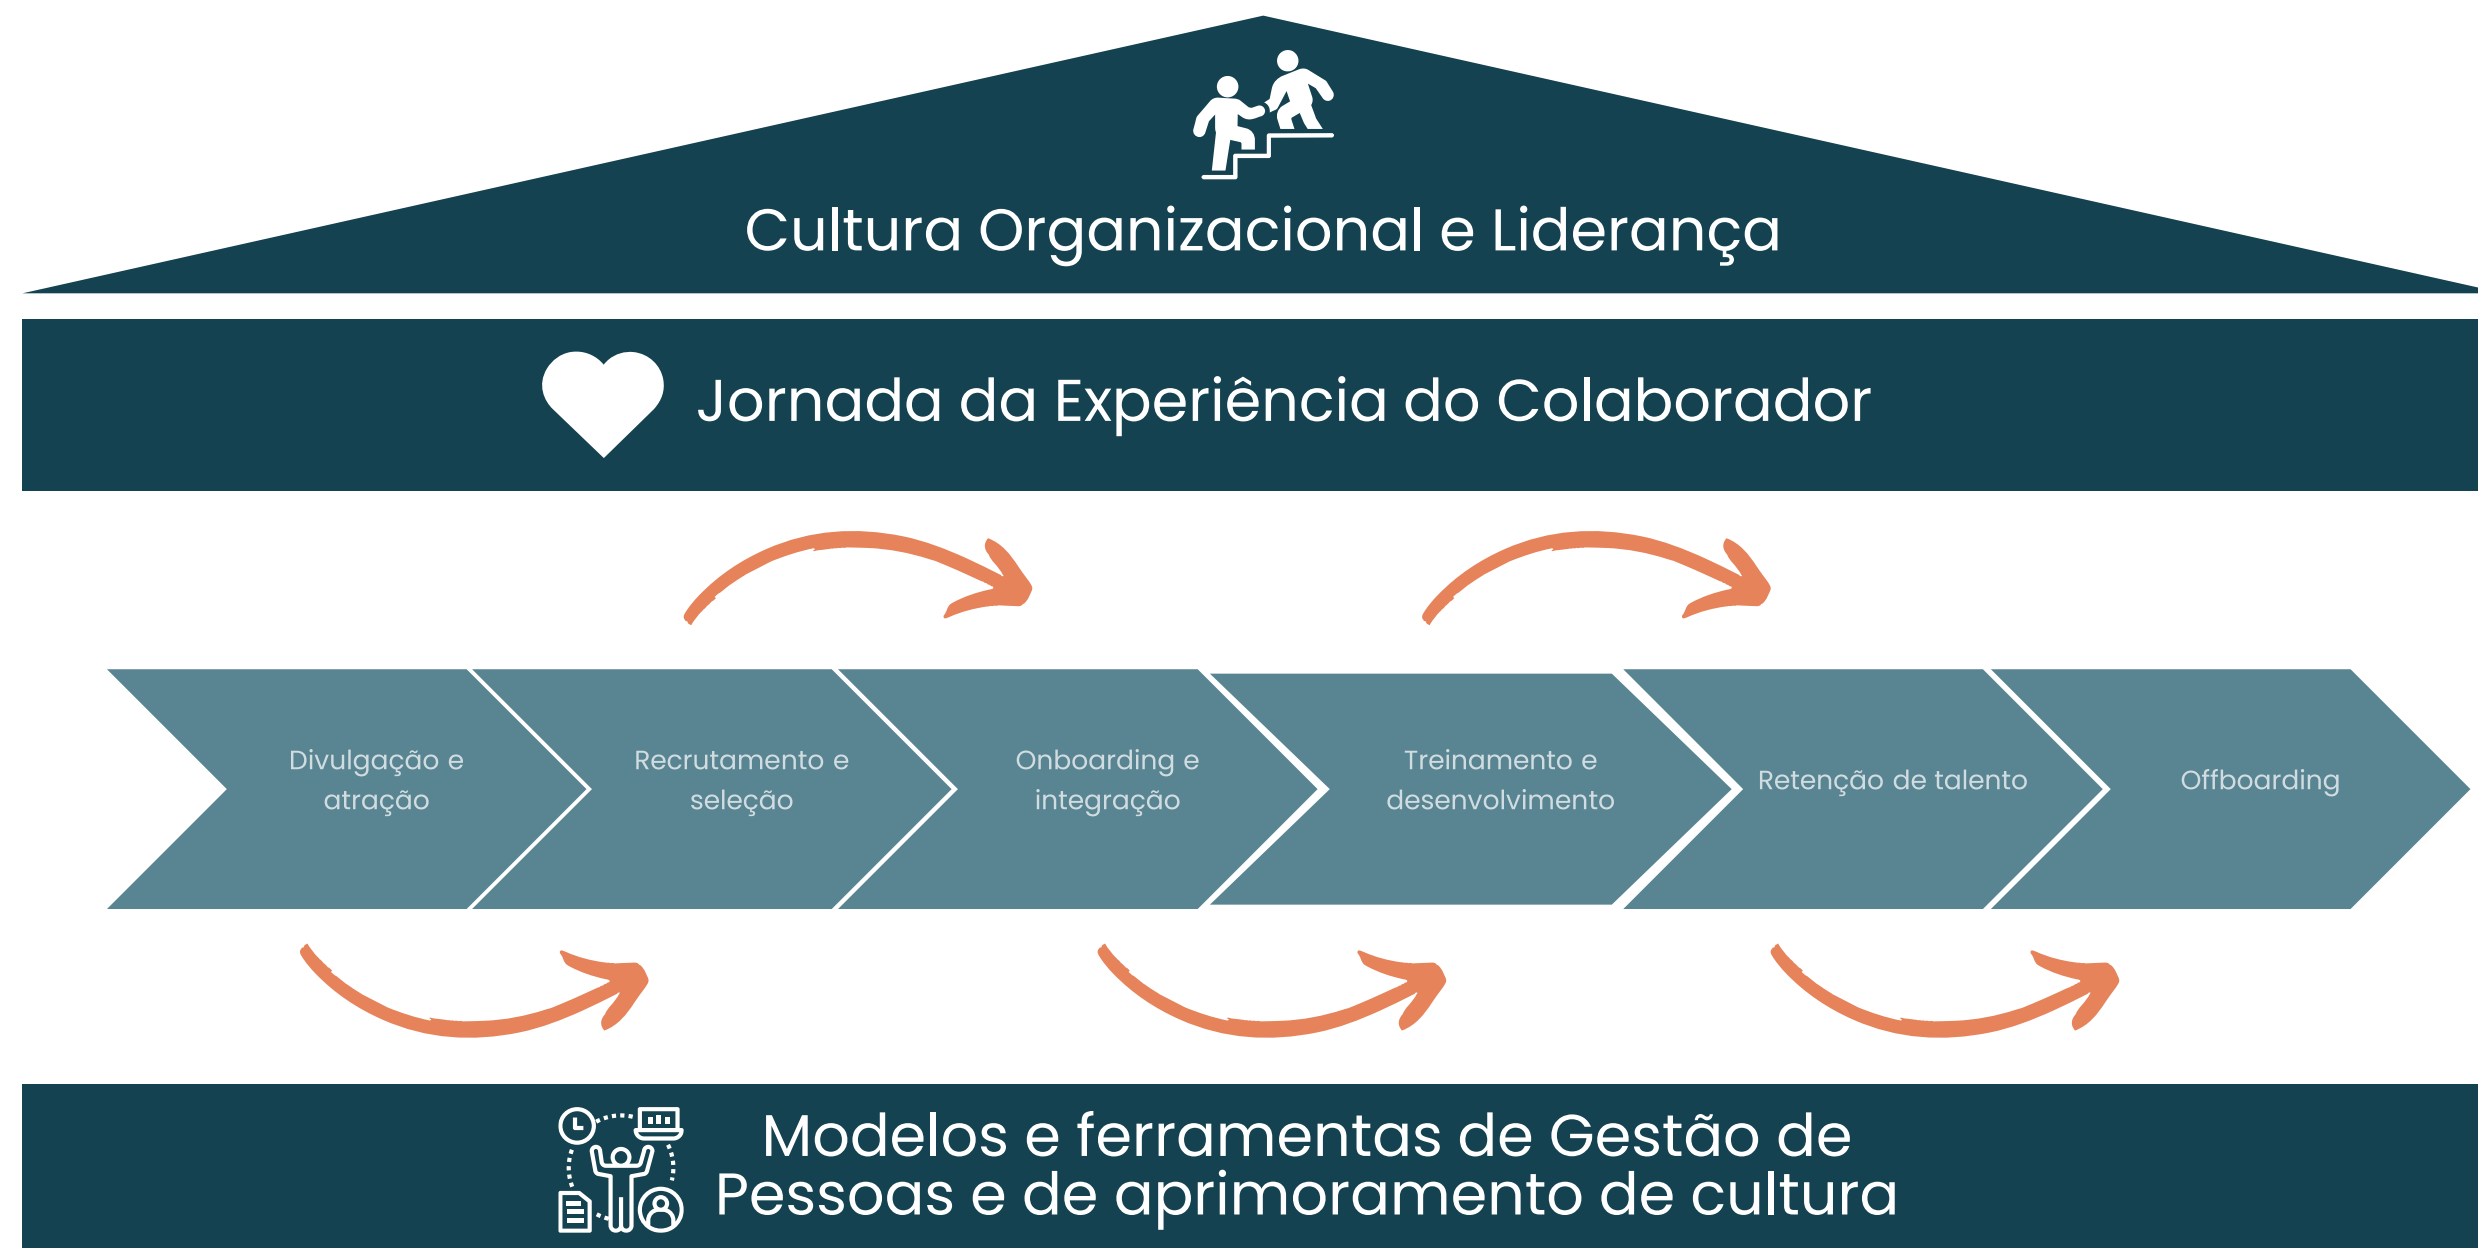 Cultura Organizacional e Liderança
Jornada da Experiência do Colaborador
Divulgação e
atração
Recrutamento e
seleção
Onboarding e
integração
Treinamento e
desenvolvimento
Retenção de talento
Offboarding
Modelos e ferramentas de Gestão de
Pessoas e de aprimoramento de cultura